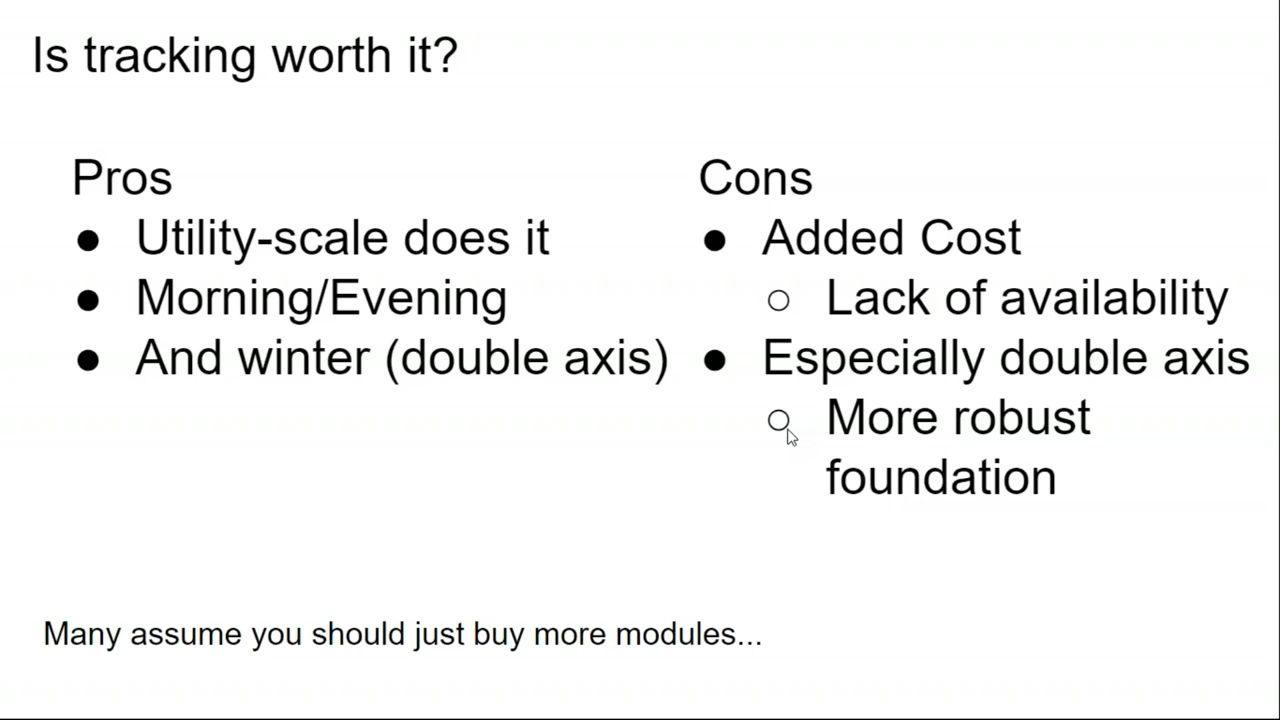 Is tracking worth it?
Pros
● Utility-scale does it
● Morning/Evening
● And winter (double axis)
Cons
● Added Cost
○ Lack of availability
● Especially double axis
○ More robust
foundation
Many assume you should just buy more modules...